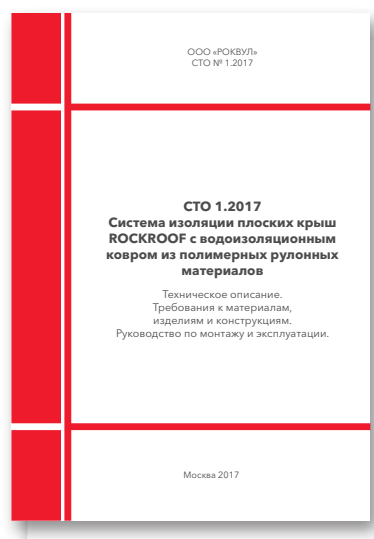 ООО «РОКВУЛ»
СТО № 1.2017
СТО 1.2017
Система изоляции плоских крыш
ROCKROOF с водоизоляционным
ковром из полимерных рулонных
материалов
Техническое описание.
Требования к материалам,
изделиям и конструкциям.
Руководство по монтажу и эксплуатации.
Москва 2017